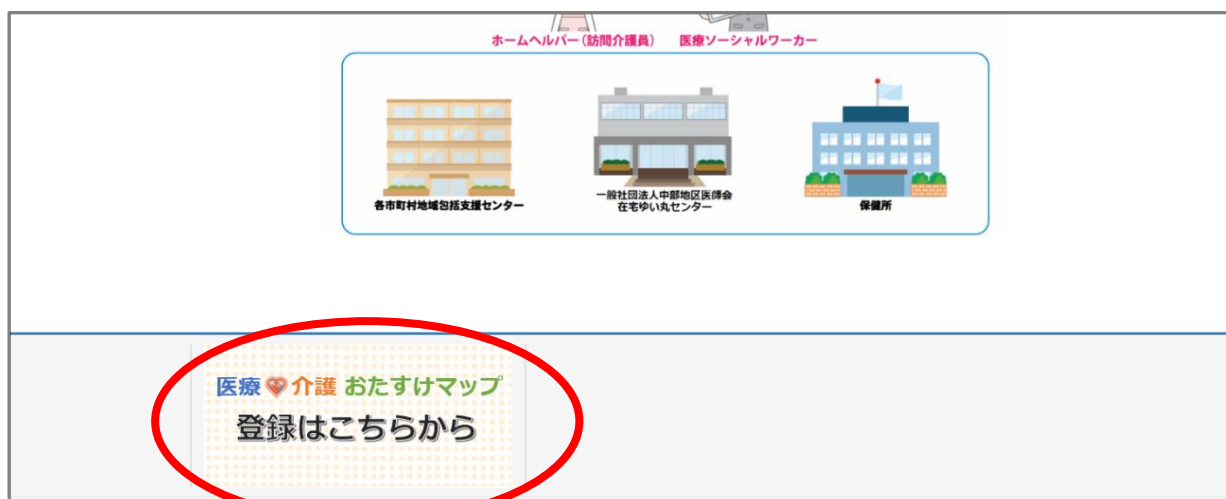 ホームヘルパー(訪問介護員) 医療ソーシャルワーカー
各市町村地域包括支援センター
一般社団法人中部地区医師会
在宅ゆい丸センター
保健所
医療 介護 おたすけマップ
登録はこちらから